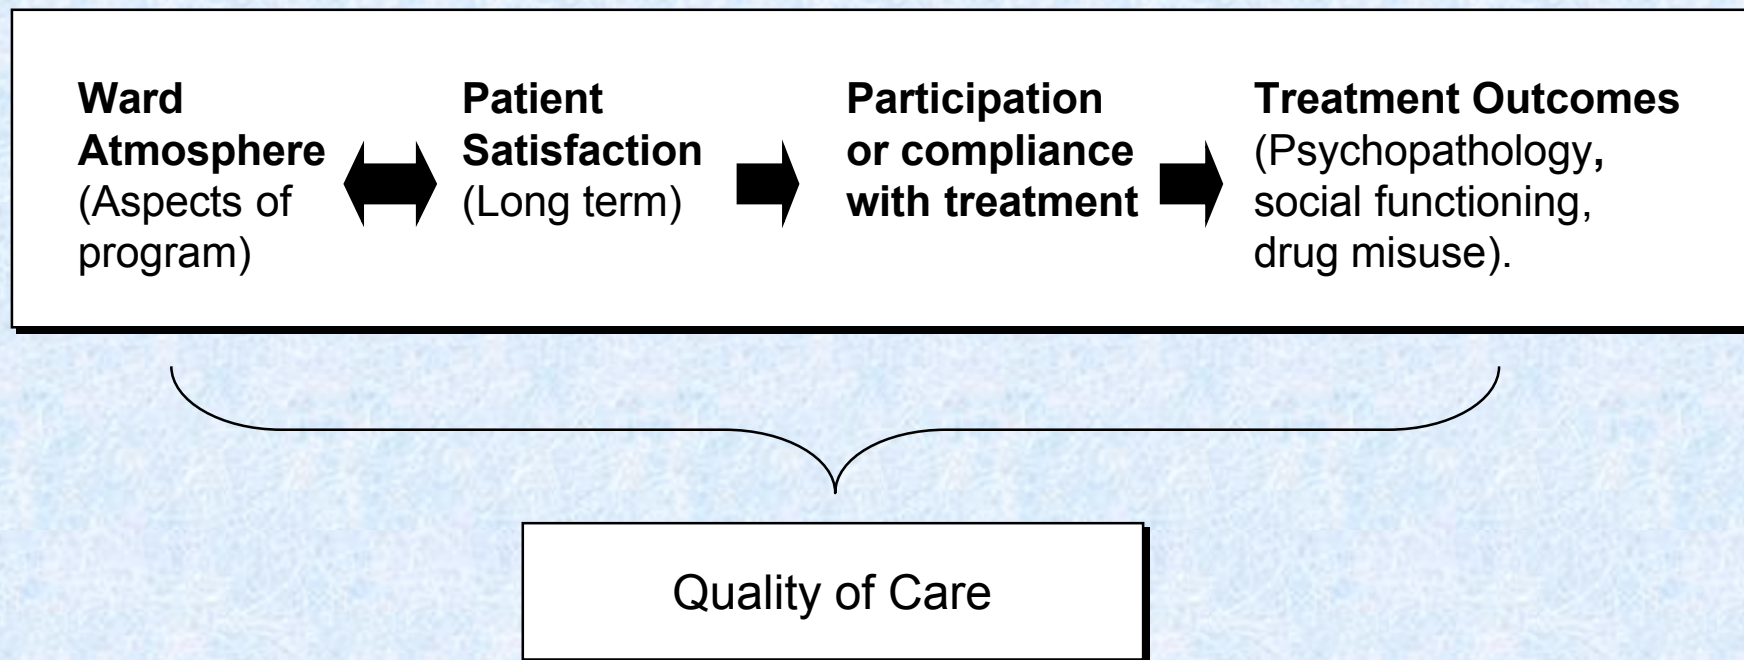 Ward
Atmosphere
(Aspects of
program)
Patient
Satisfaction
(Long term)
Participation
or compliance
with treatment
Treatment Outcomes
(Psychopathology,
social functioning,
drug misuse).
Quality of Care